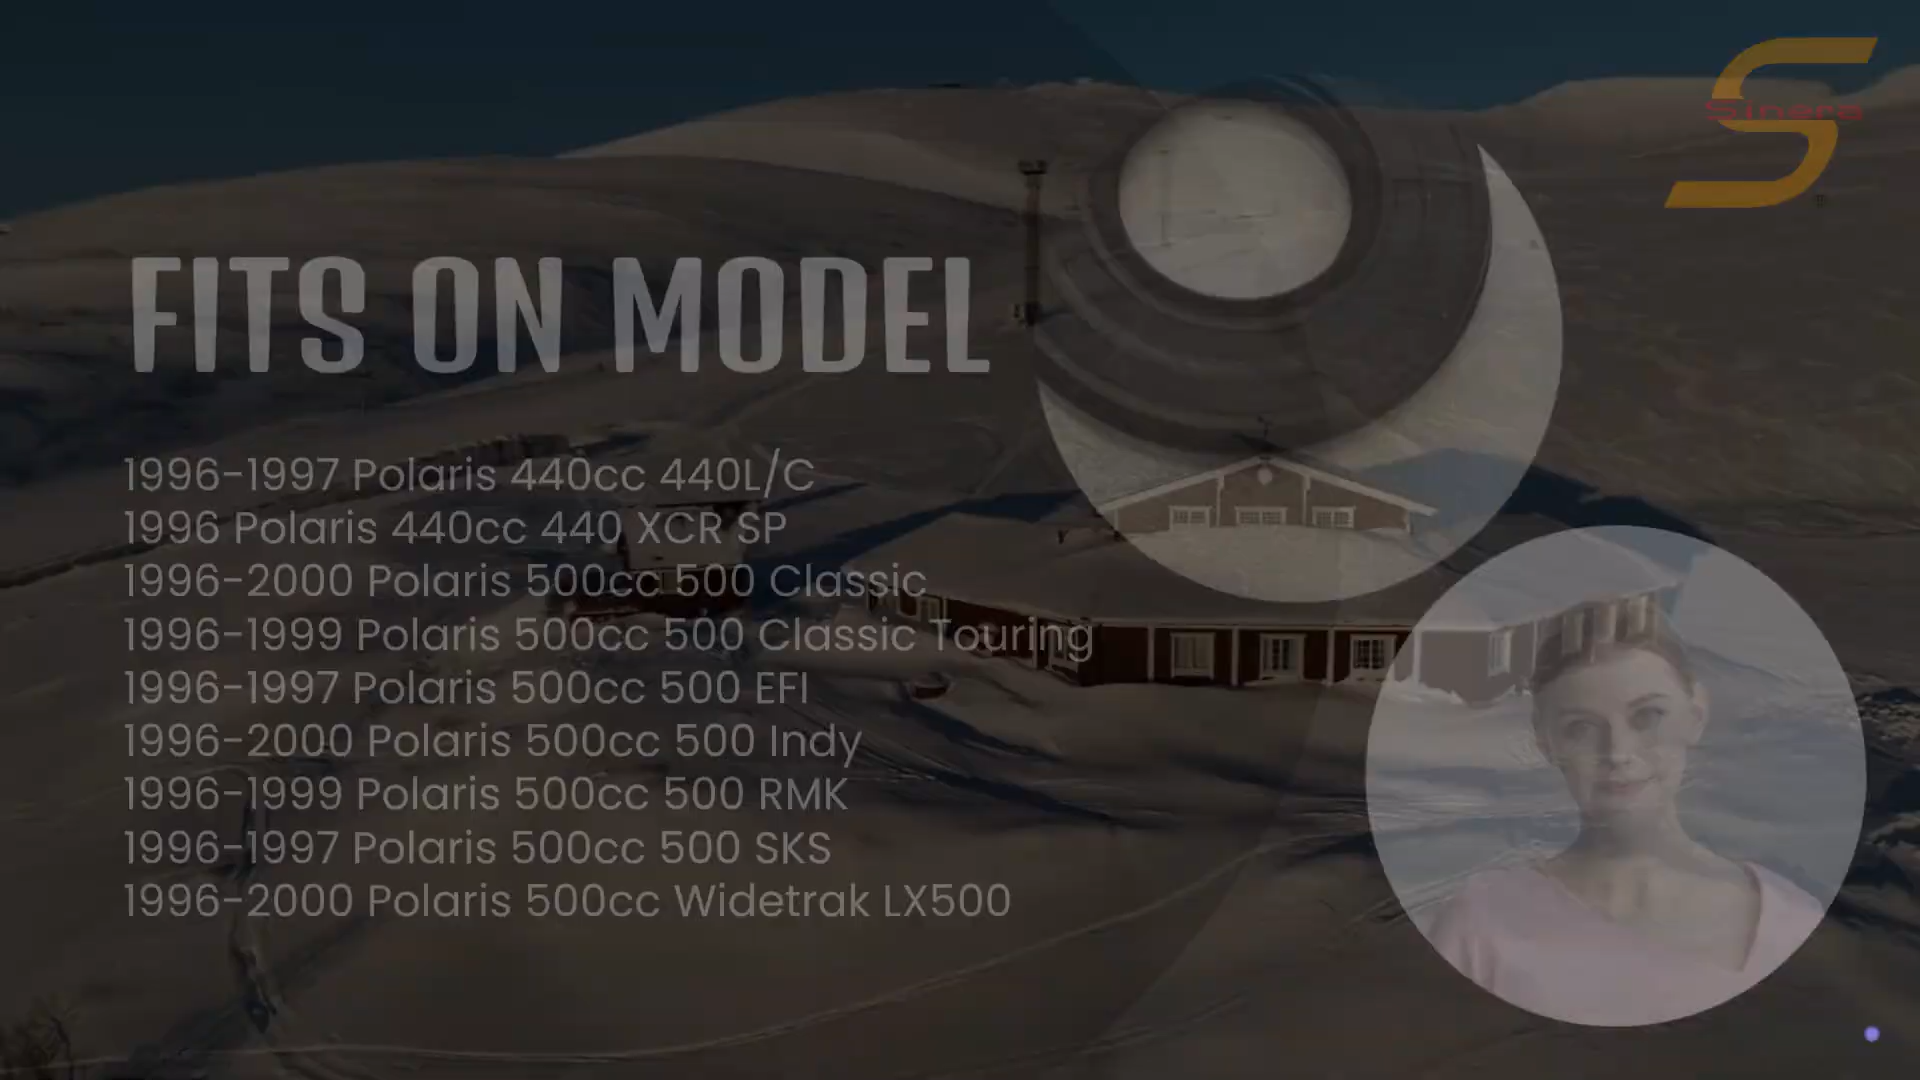 Sinera
FITS ON MODEL
1996-1997 Polaris 440cc 440L/C
1996 Polaris 440cc 440 XCR SP
1996-2000 Polaris 500cc 500 Classic
1996-1999 Polaris 500cc 500 Classic Touring
1996-1997 Polaris 500cc 500 EFI
1996-2000 Polaris 500cc 500 Indy
1996-1999 Polaris 500cc 500 RMK
1996-1997 Polaris 500cc 500 SKS
1996-2000 Polaris 500cc Widetrak LX500